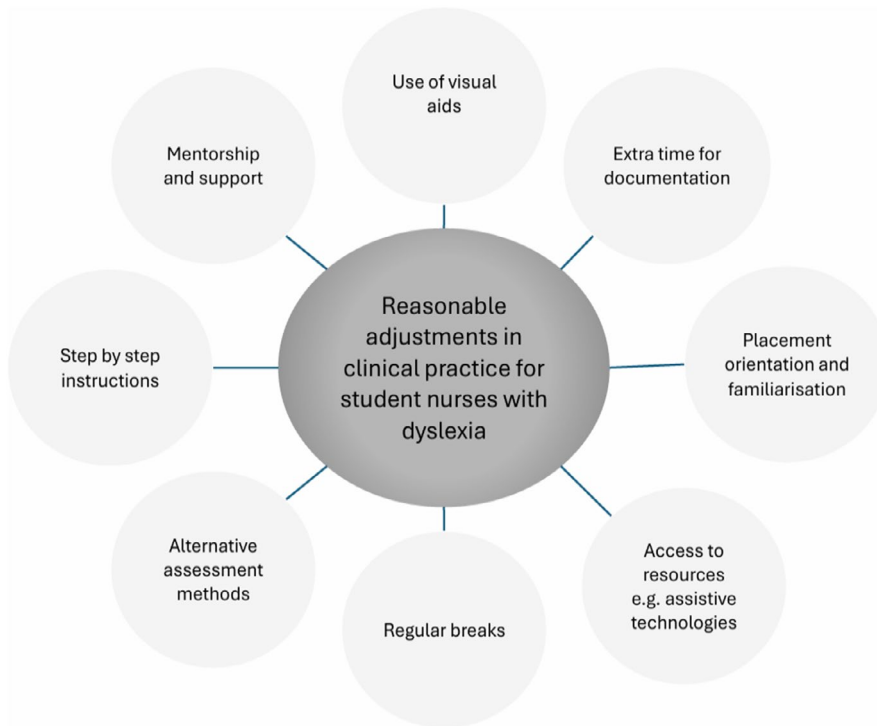 Use of visual
aids
Extra time for
documentation
Placement
orientation and
familiarisation
Access to
resources
e.g. assistive
technologies
Regular breaks
Alternative
assessment
methods
Step by step
instructions
Mentorship
and support
Reasonable
adjustments in
clinical practice for
student nurses with
dyslexia